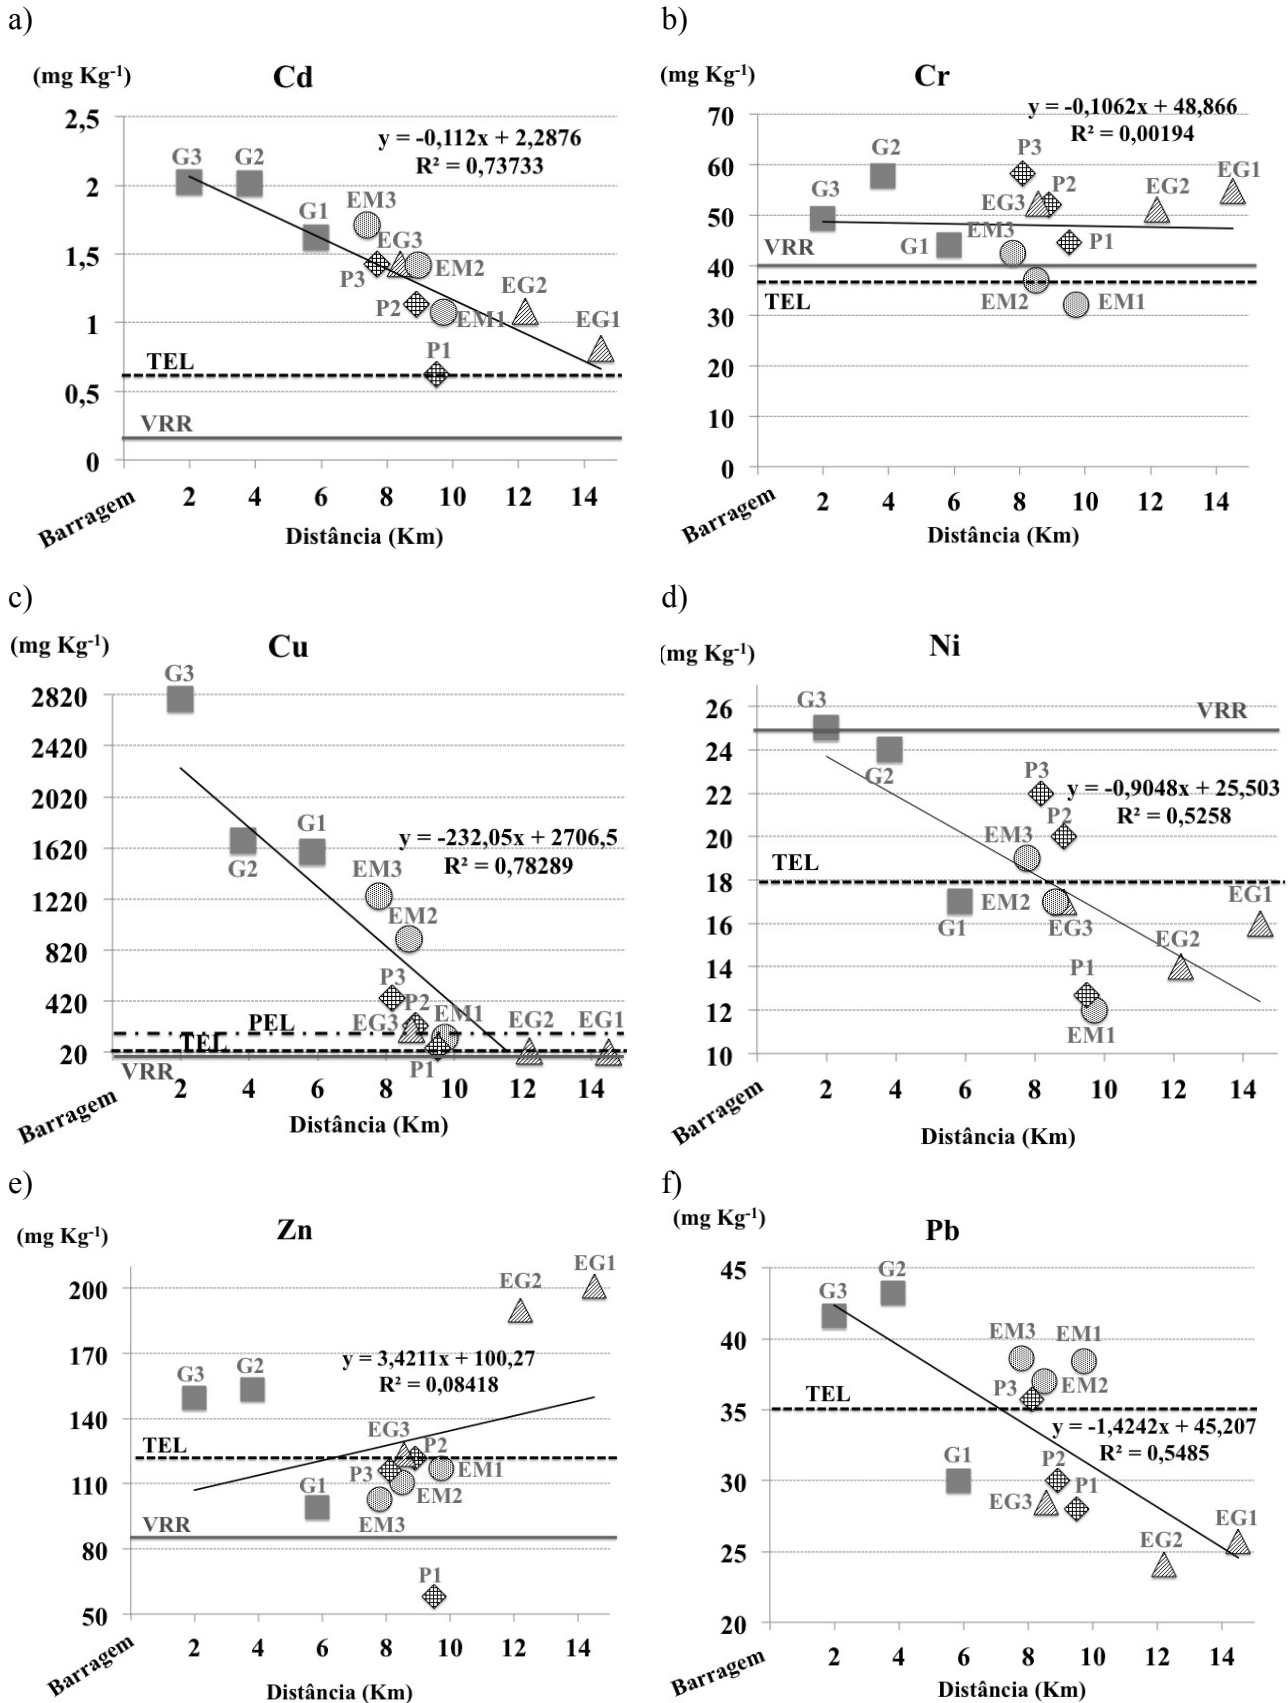 a)
(mg Kg⁻¹)
Cd
2,5
2
1,5
1
0,5
0
y = -0,112x + 2,2876
R² = 0,73733
G3
G2
G1
EM3
EG3
P3
EM2
P2
EM1
EG2
EG1
P1
TEL
VRR
Barragem
2 4 6 8 10 12 14
Distância (Km)
b)
(mg Kg⁻¹)
Cr
70
60
50
40
30
20
10
0
y = -0,1062x + 48,866
R² = 0,00194
G3
G2
G1
P3
P2
EG3
EM3
P1
EG2
EG1
EM2
EM1
VRR
TEL
Barragem
2 4 6 8 10 12 14
Distância (Km)
c)
(mg Kg⁻¹)
Cu
2820
2420
2020
1620
1220
820
420
20
y = -232,05x + 2706,5
R² = 0,78289
G3
G2
G1
EM3
EM2
P3
P2
EG3
EM1
P1
EG2
EG1
PEL
TEL
VRR
Barragem
2 4 6 8 10 12 14
Distância (Km)
d)
(mg Kg⁻¹)
Ni
26
24
22
20
18
16
14
12
10
y = -0,9048x + 25,503
R² = 0,5258
G3
VRR
G2
P3
P2
EM3
TEL
G1
EM2
EG3
EG1
EG2
P1
EM1
Barragem
2 4 6 8 10 12 14
Distância (Km)
e)
(mg Kg⁻¹)
Zn
200
170
140
110
80
50
y = 3,4211x + 100,27
R² = 0,08418
EG1
EG2
G3
G2
EG3
P2
TEL
P3
EM1
EM2
G1
EM3
VRR
P1
Barragem
2 4 6 8 10 12 14
Distância (Km)
f)
(mg Kg⁻¹)
Pb
45
40
35
30
25
20
G2
G3
EM3
EM1
EM2
P3
TEL
y = -1,4242x + 45,207
R² = 0,5485
G1
P2
EG3
P1
EG1
EG2
Barragem
2 4 6 8 10 12 14
Distância (Km)